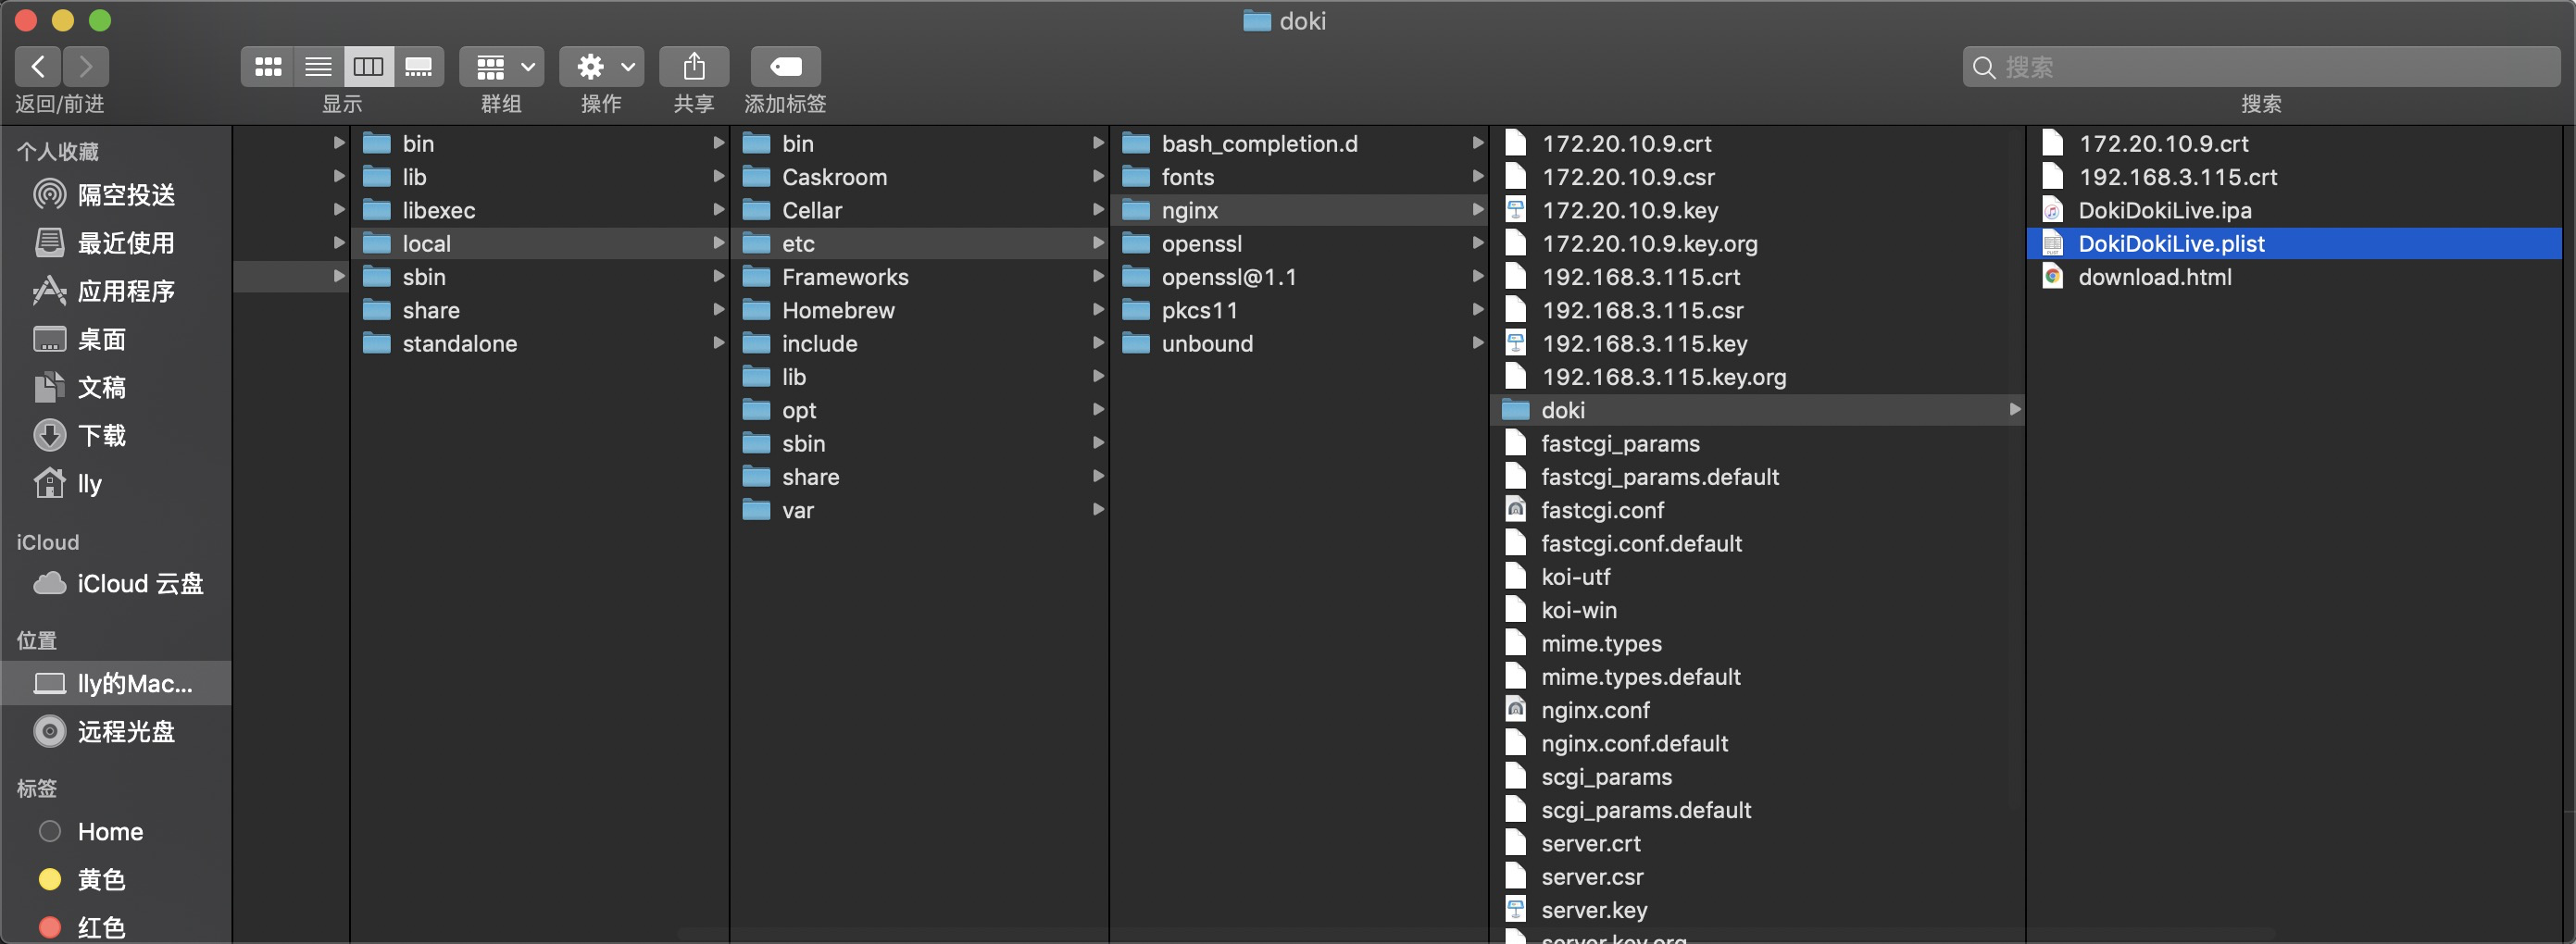 doki
返回/前进
显示
群组
操作
共享
添加标签
搜索
搜索
个人收藏
隔空投送
最近使用
应用程序
桌面
文稿
下载
lly
iCloud
iCloud 云盘
位置
lly的Mac...
远程光盘
标签
Home
黄色
红色
bin
lib
libexec
local
sbin
share
standalone
bin
Caskroom
Cellar
etc
Frameworks
Homebrew
include
lib
opt
sbin
share
var
bash_completion.d
fonts
nginx
openssl
openssl@1.1
pkcs11
unbound
172.20.10.9.crt
172.20.10.9.csr
172.20.10.9.key
172.20.10.9.key.org
192.168.3.115.crt
192.168.3.115.csr
192.168.3.115.key
192.168.3.115.key.org
doki
fastcgi_params
fastcgi_params.default
fastcgi.conf
fastcgi.conf.default
koi-utf
koi-win
mime.types
mime.types.default
nginx.conf
nginx.conf.default
scgi_params
scgi_params.default
server.crt
server.csr
server.key
server.key.org
172.20.10.9.crt
192.168.3.115.crt
DokiDokiLive.ipa
DokiDokiLive.plist
download.html